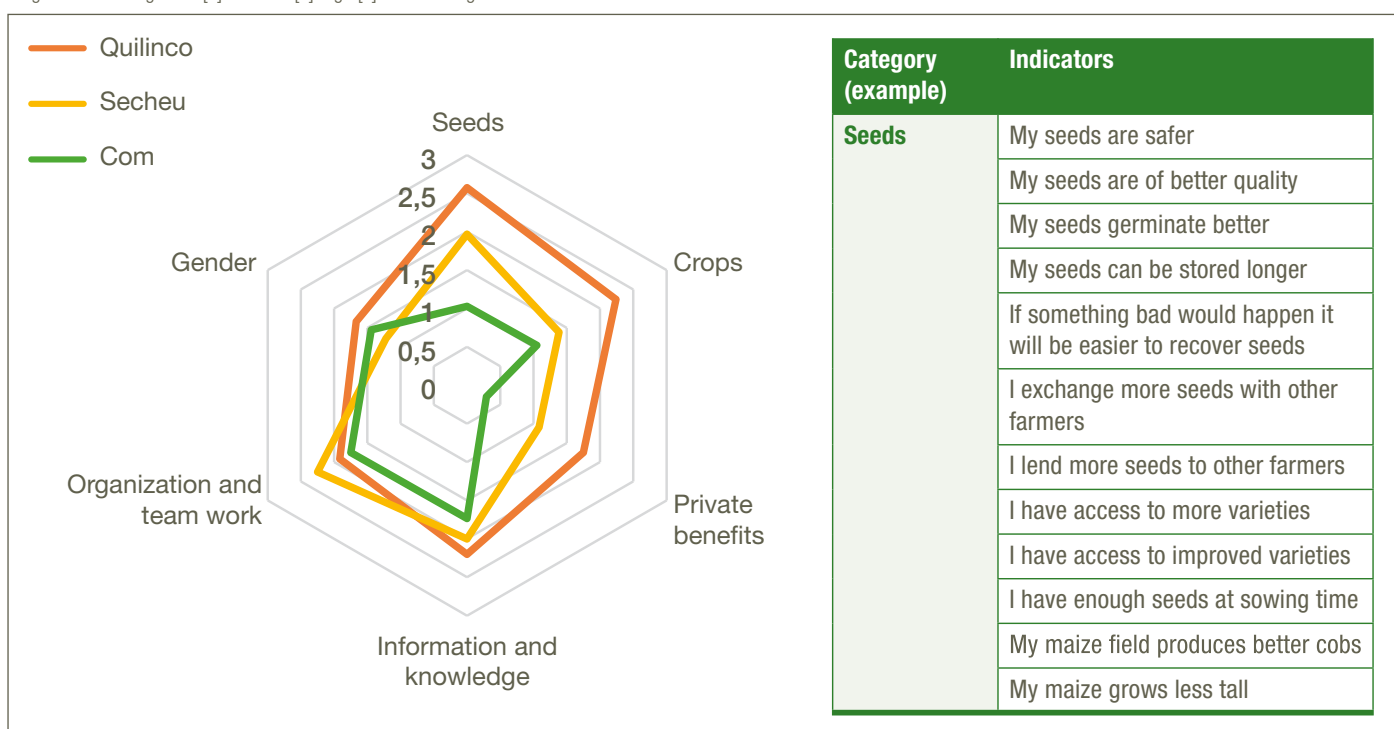 Quilinco
Secheu
Com
Seeds
3
2,5
2
1,5
1
0,5
0
Gender
Crops
Organization and
team work
Private
benefits
Information and
knowledge
Category
(example)
Indicators
Seeds
My seeds are safer
My seeds are of better quality
My seeds germinate better
My seeds can be stored longer
If something bad would happen it
will be easier to recover seeds
I exchange more seeds with other
farmers
I lend more seeds to other farmers
I have access to more varieties
I have access to improved varieties
I have enough seeds at sowing time
My maize field produces better cobs
My maize grows less tall